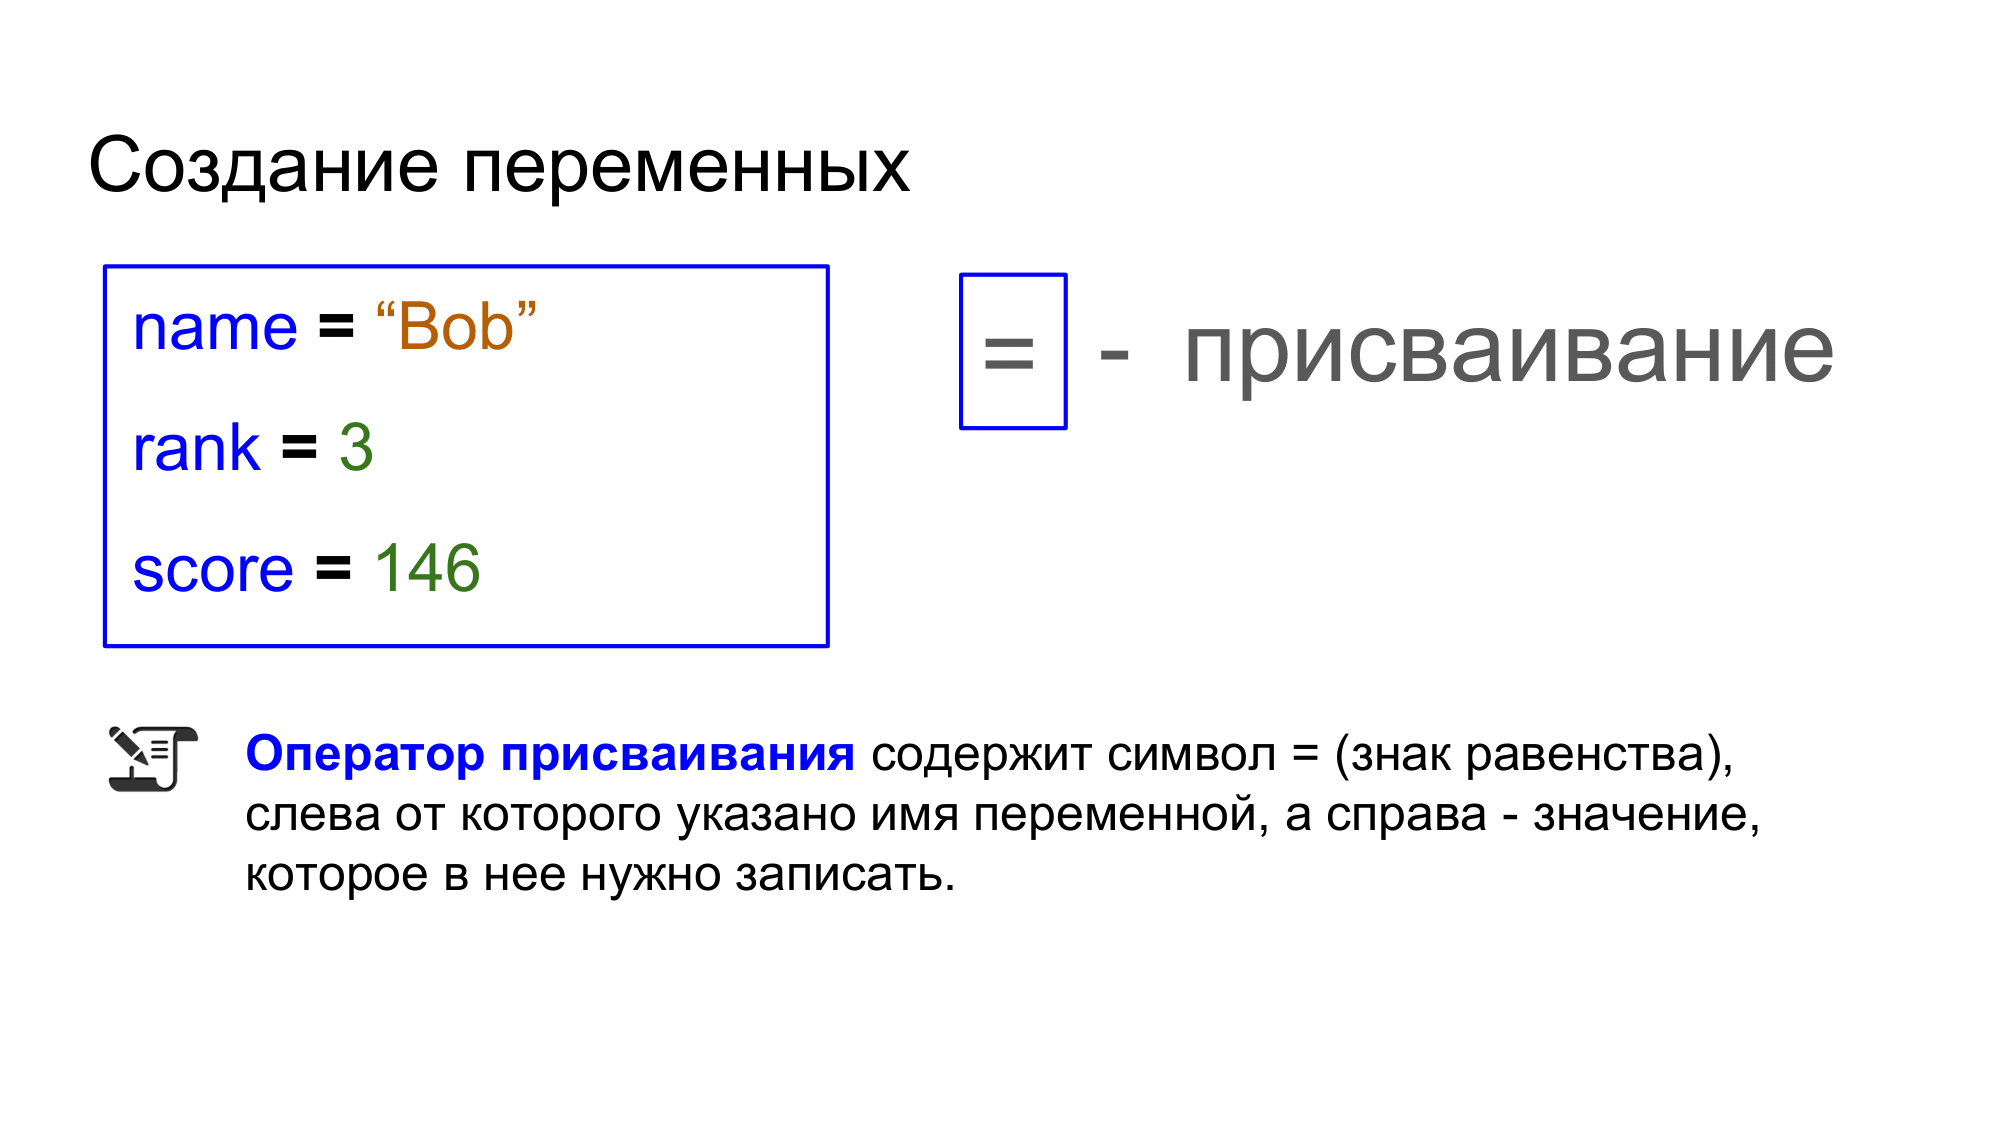 Создание переменных
name = “Bob”
rank = 3
score = 146
= - присваивание
Оператор присваивания содержит символ = (знак равенства),
слева от которого указано имя переменной, а справа - значение,
которое в нее нужно записать.